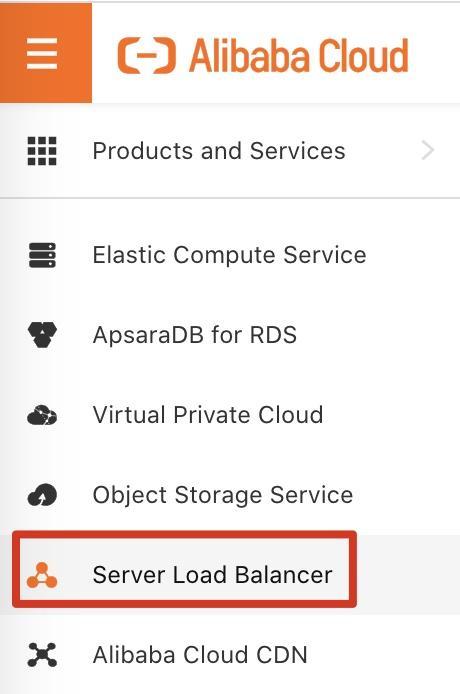 Alibaba Cloud
Products and Services
Elastic Compute Service
ApsaraDB for RDS
Virtual Private Cloud
Object Storage Service
Server Load Balancer
Alibaba Cloud CDN